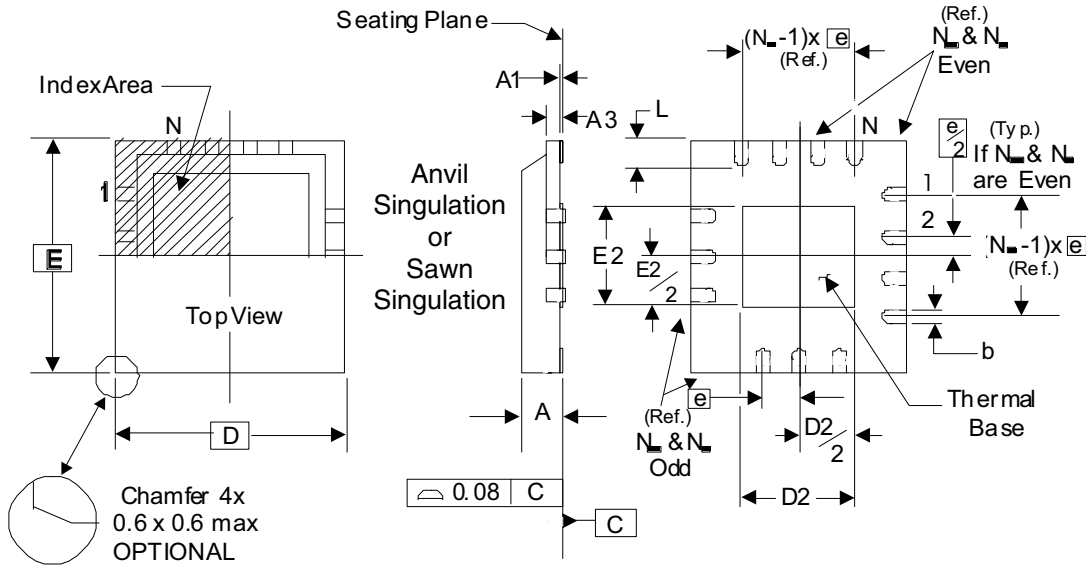 Seating Plane
(N -1)x e
(Ref.)
(Ref.)
N & N
Even
A1
IndexArea
A3
L
N
N
e/2
(Typ.)
If N & N
are Even
1
1
2
Anvil
Singulation
or
Sawn
Singulation
E
E2
E2/2
(N -1)x e
(Ref.)
TopView
b
e
Thermal
Base
(Ref.)
N & N
Odd
A
D
D2/2
D2
0.08 C
C
Chamfer 4x
0.6 x 0.6 max
OPTIONAL